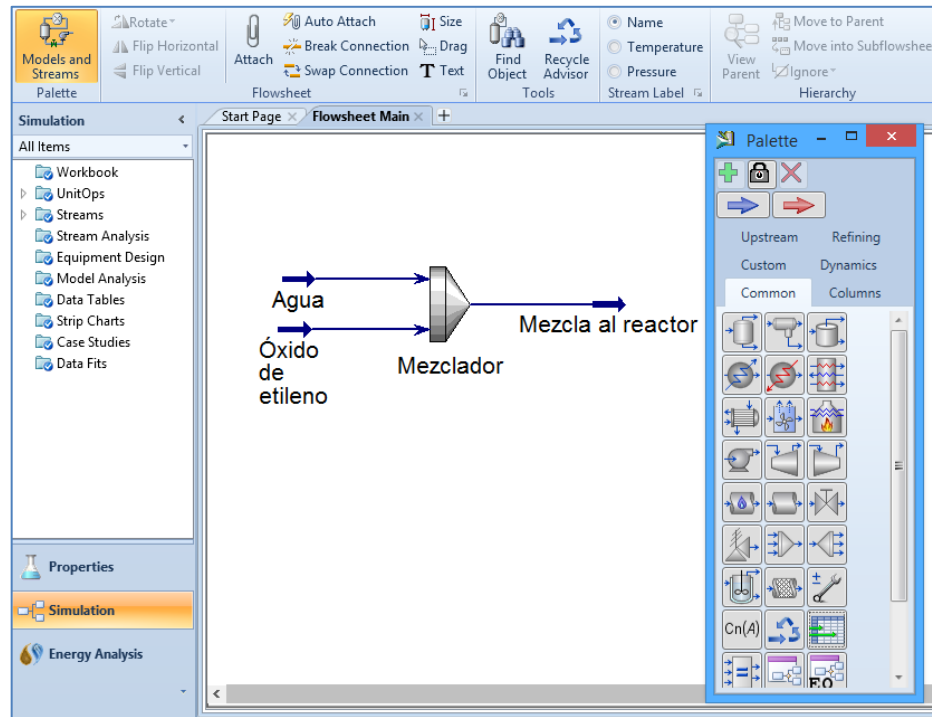 Models and
Streams
Palette
Rotate
Flip Horizontal
Flip Vertical
Attach
Auto Attach
Break Connection
Swap Connection
Size
Drag
Text
Flowsheet
Find
Object
Recycle
Advisor
Tools
Name
Temperature
Pressure
Stream Label
View
Parent
Move to Parent
Move into Subflowshee
Ignore
Hierarchy
Simulation <
All Items
Workbook
UnitOps
Streams
Stream Analysis
Equipment Design
Model Analysis
Data Tables
Strip Charts
Case Studies
Data Fits
Properties
Simulation
Energy Analysis
Start Page Flowsheet Main +
Agua
Óxido
de
etileno
Mezclador
Mezcla al reactor
Palette
Upstream Refining
Custom Dynamics
Common Columns
Cn(A)
EO